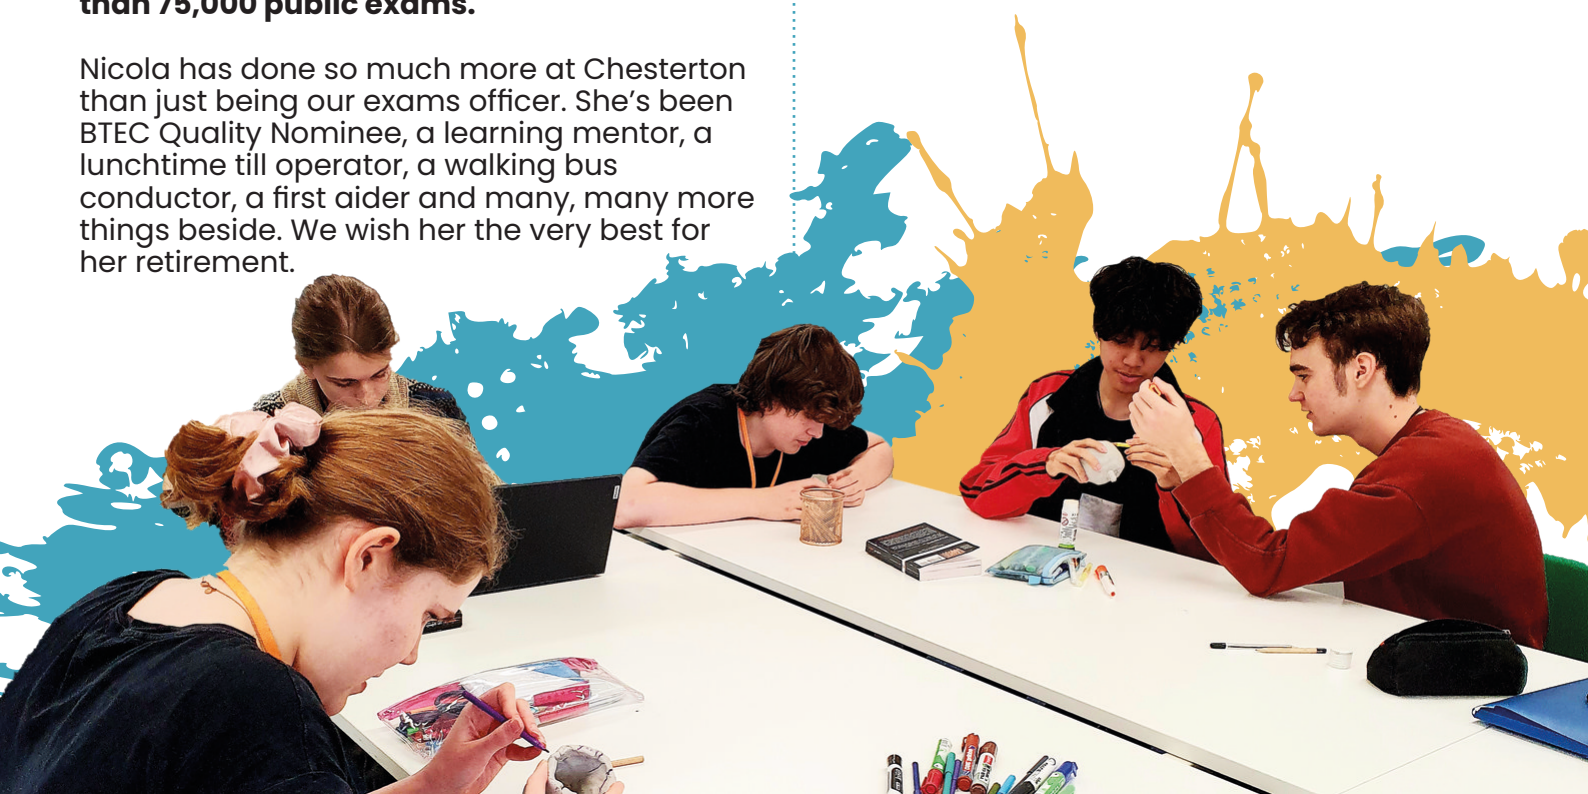 than 75,000 public exams.
Nicola has done so much more at Chesterton
than just being our exams officer. She’s been
BTEC Quality Nominee, a learning mentor, a
lunchtime till operator, a walking bus
conductor, a first aider and many, many more
things beside. We wish her the very best for
her retirement.